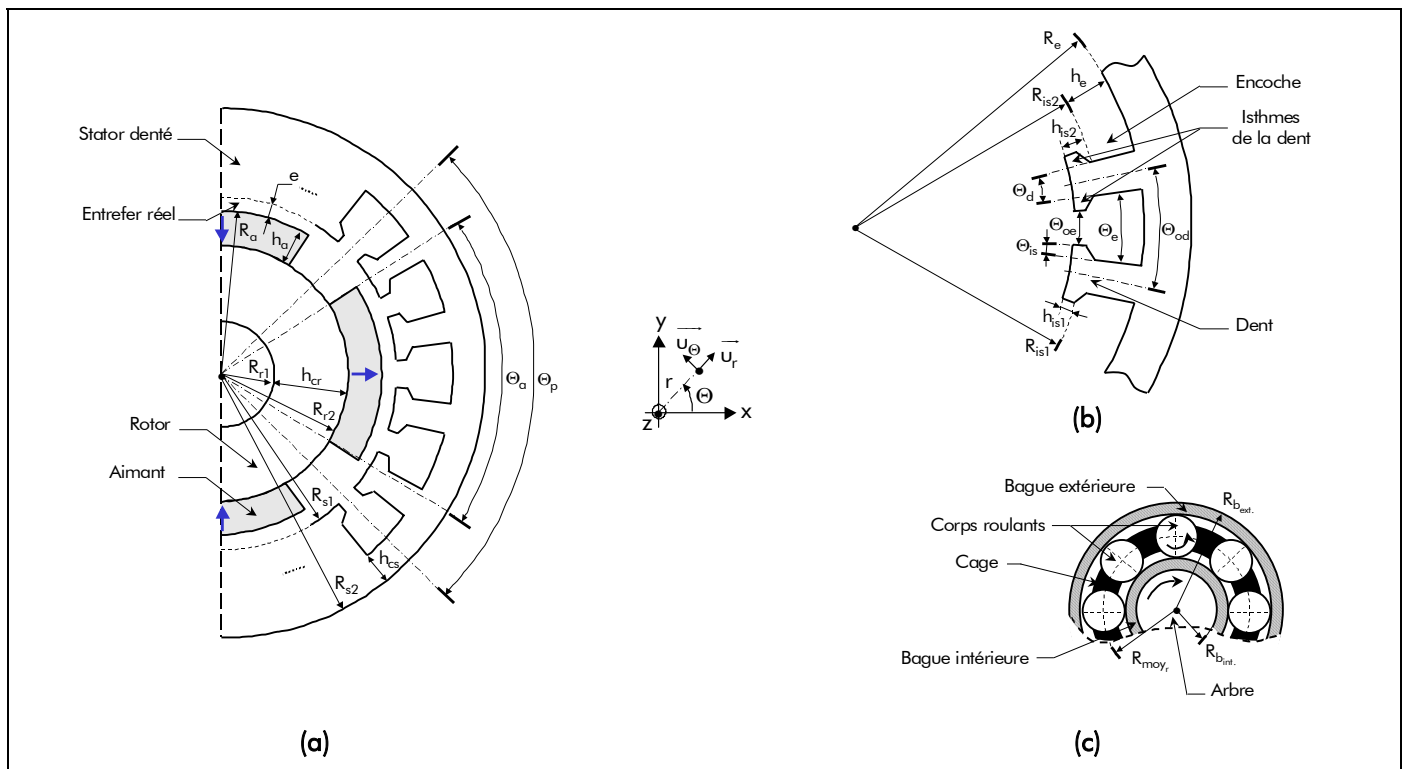 Stator denté
e
Entrefer réel
R_a
h_a
R_r1
h_cr
R_r2
Rotor
Aimant
R_s1
R_s2
h_cs
Θ_a
Θ_p
(a)
y
u_Θ
u_r
r
Θ
z
x
R_e
h_e
Encoche
R_is2
Isthmes
de la dent
h_is2
Θ_d
Θ_oe
Θ_e
Θ_od
Θ_is
h_is1
Dent
R_is1
(b)
Bague extérieure
R_b_ext.
Corps roulants
Cage
Bague intérieure
R_moy_r
R_b_int.
Arbre
(c)